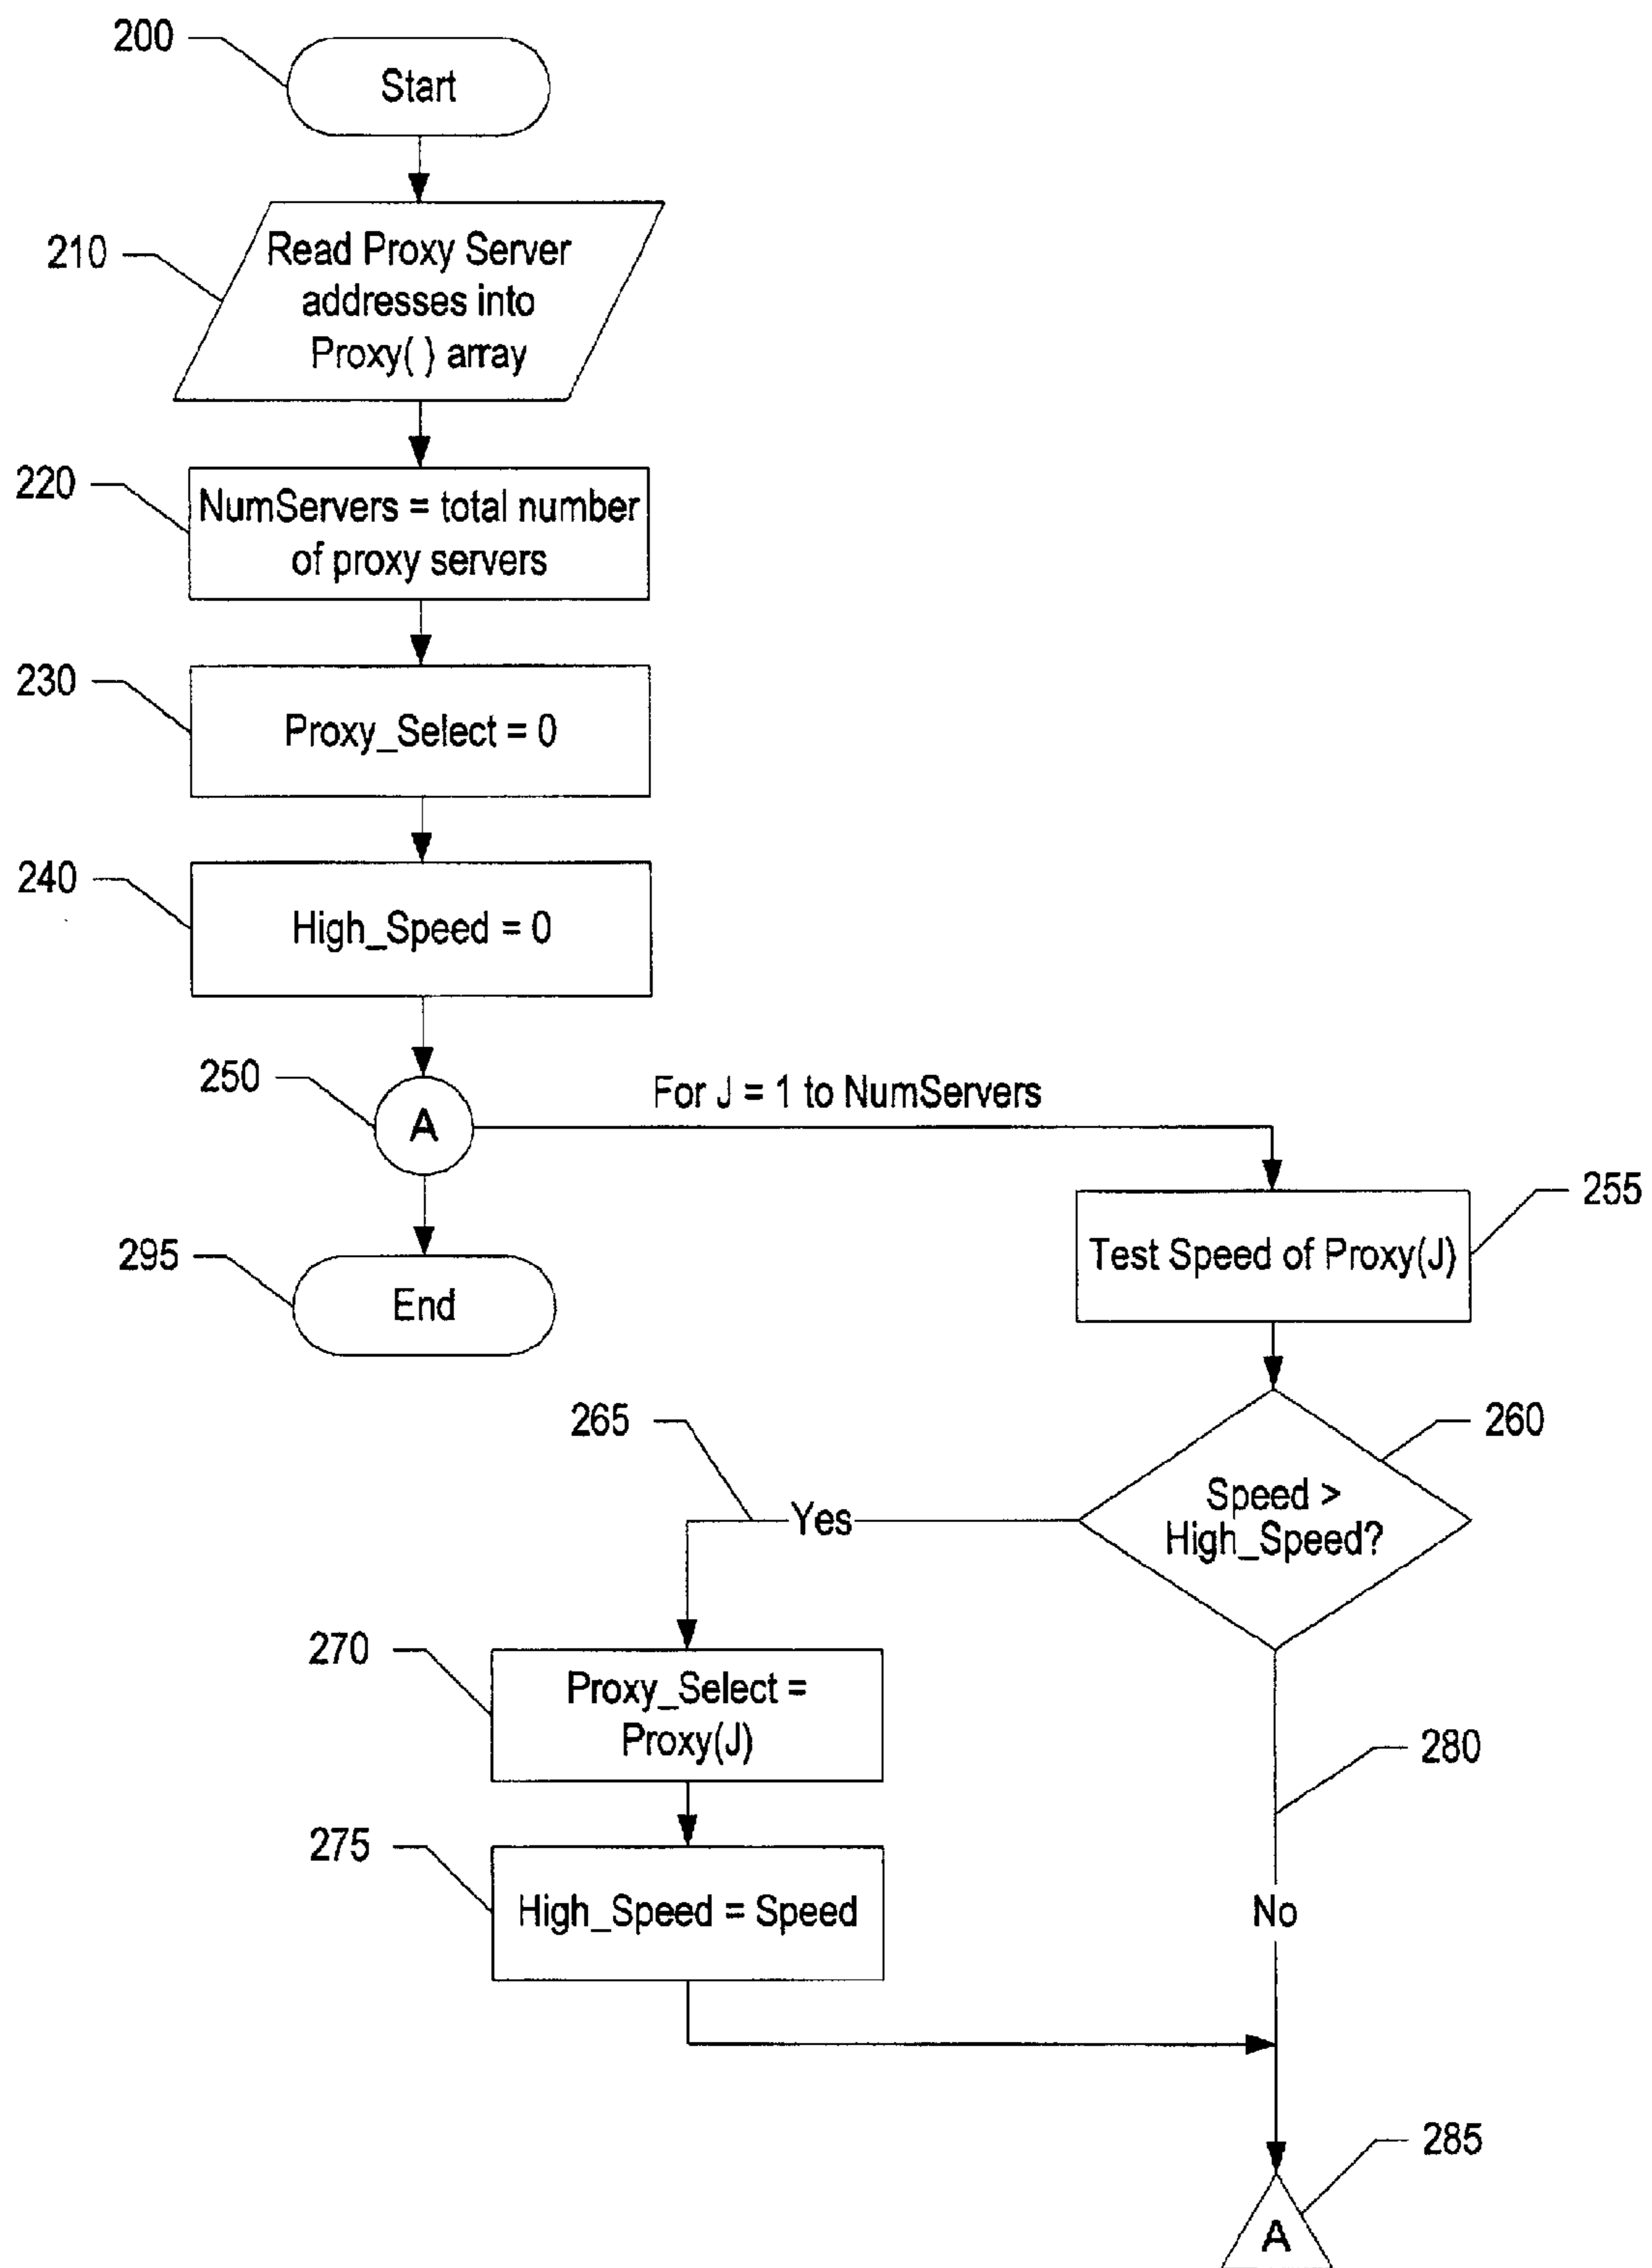 200
Start
210
Read Proxy Server
addresses into
Proxy( ) array
220
NumServers = total number
of proxy servers
230
Proxy_Select = 0
240
High_Speed = 0
250
A
For J = 1 to NumServers
255
Test Speed of Proxy(J)
295
End
265
260
Yes
Speed >
High_Speed?
270
Proxy_Select =
Proxy(J)
280
275
High_Speed = Speed
No
285
A